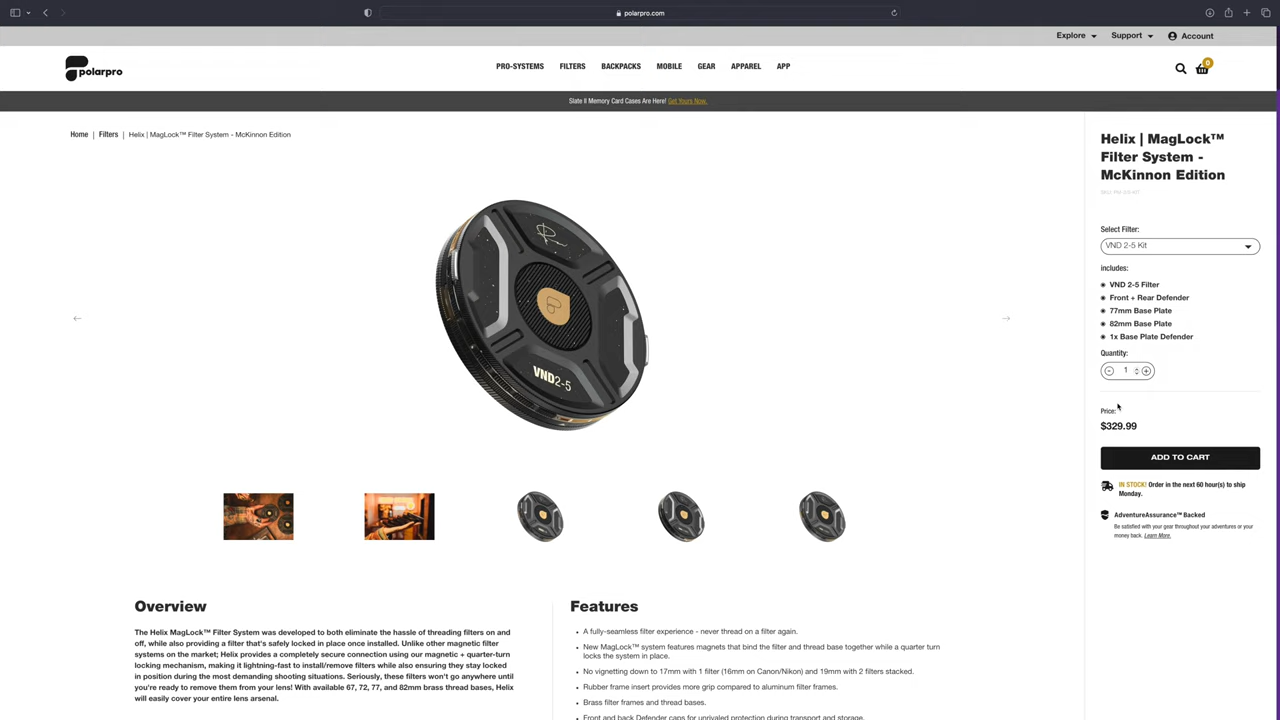 polarpro.com
Explore
Support
Account
polarpro
PRO-SYSTEMS
FILTERS
BACKPACKS
MOBILE
GEAR
APPAREL
APP
0
Slate II Memory Card Cases Are Here! Get Yours Now.
Home | Filters | Helix | MagLock™ Filter System - McKinnon Edition
VND2-5
Helix | MagLock™
Filter System -
McKinnon Edition
Select Filter:
VND 2-5 Kit
includes:
VND 2-5 Filter
Front + Rear Defender
77mm Base Plate
82mm Base Plate
1x Base Plate Defender
Quantity:
1
Price:
$329.99
ADD TO CART
IN STOCK! Order in the next 60 hour(s) to ship
Monday.
AdventureAssurance™ Backed
Be satisfied with your gear throughout your adventures or your
money back. Learn More.
Overview
The Helix MagLock™ Filter System was developed to both eliminate the hassle of threading filters on and
off, while also providing a filter that's safely locked in place once installed. Unlike other magnetic filter
systems on the market; Helix provides a completely secure connection using our magnetic + quarter-turn
locking mechanism, making it lightning-fast to install/remove filters while also ensuring they stay locked
in position during the most demanding shooting situations. Seriously, these filters won't go anywhere until
you're ready to remove them from your lens! With available 67, 72, 77, and 82mm brass thread bases, Helix
will easily cover your entire lens arsenal.
Features
A fully-seamless filter experience - never thread on a filter again.
New MagLock™ system features magnets that bind the filter and thread base together while a quarter turn
locks the system in place.
No vignetting down to 17mm with 1 filter (16mm on Canon/Nikon) and 19mm with 2 filters stacked.
Rubber frame insert provides more grip compared to aluminum filter frames.
Brass filter frames and thread bases.
Front and back Defender caps for unrivaled protection during transport and storage.